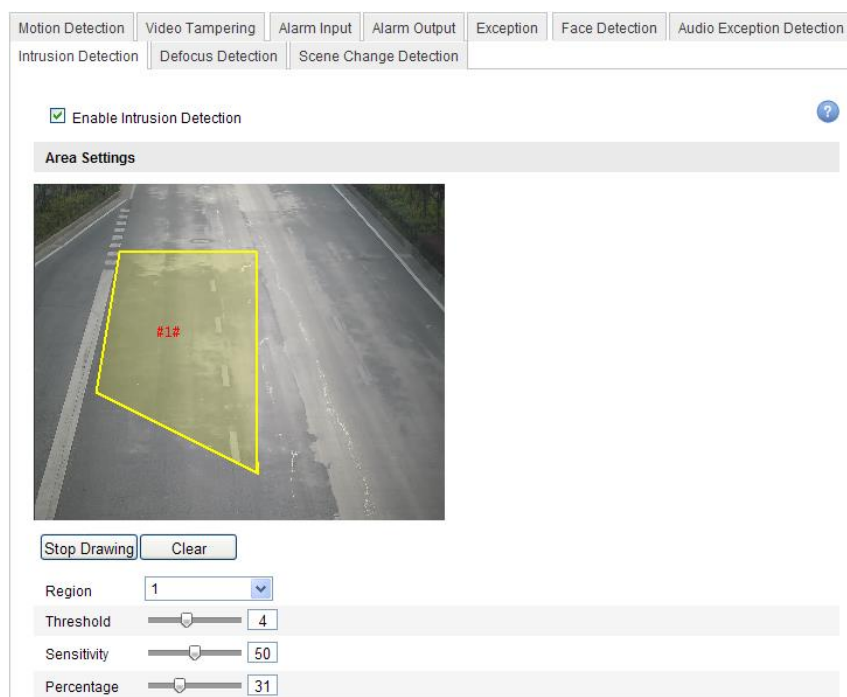 Motion Detection Video Tampering Alarm Input Alarm Output Exception Face Detection Audio Exception Detection
Intrusion Detection Defocus Detection Scene Change Detection
Enable Intrusion Detection
?
Area Settings
#1#
Stop Drawing Clear
Region 1
Threshold 4
Sensitivity 50
Percentage 31